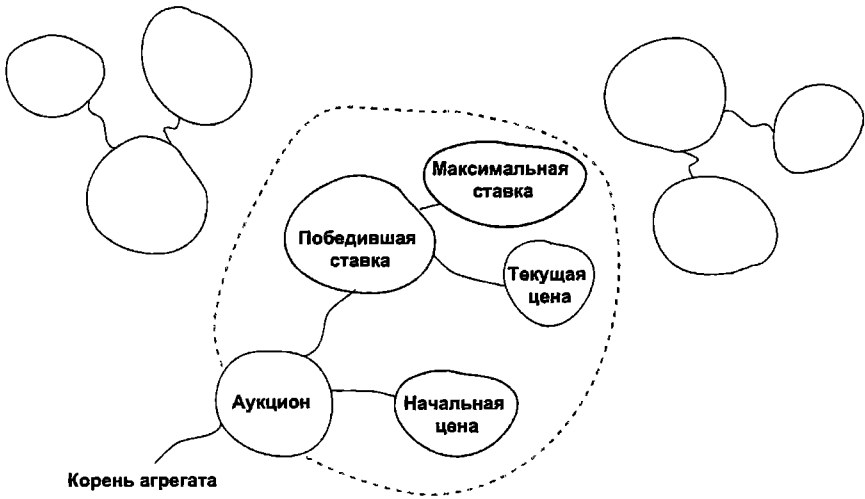 Максимальная
ставка
Победившая
ставка
Текущая
цена
Аукцион
Начальная
цена
Корень агрегата